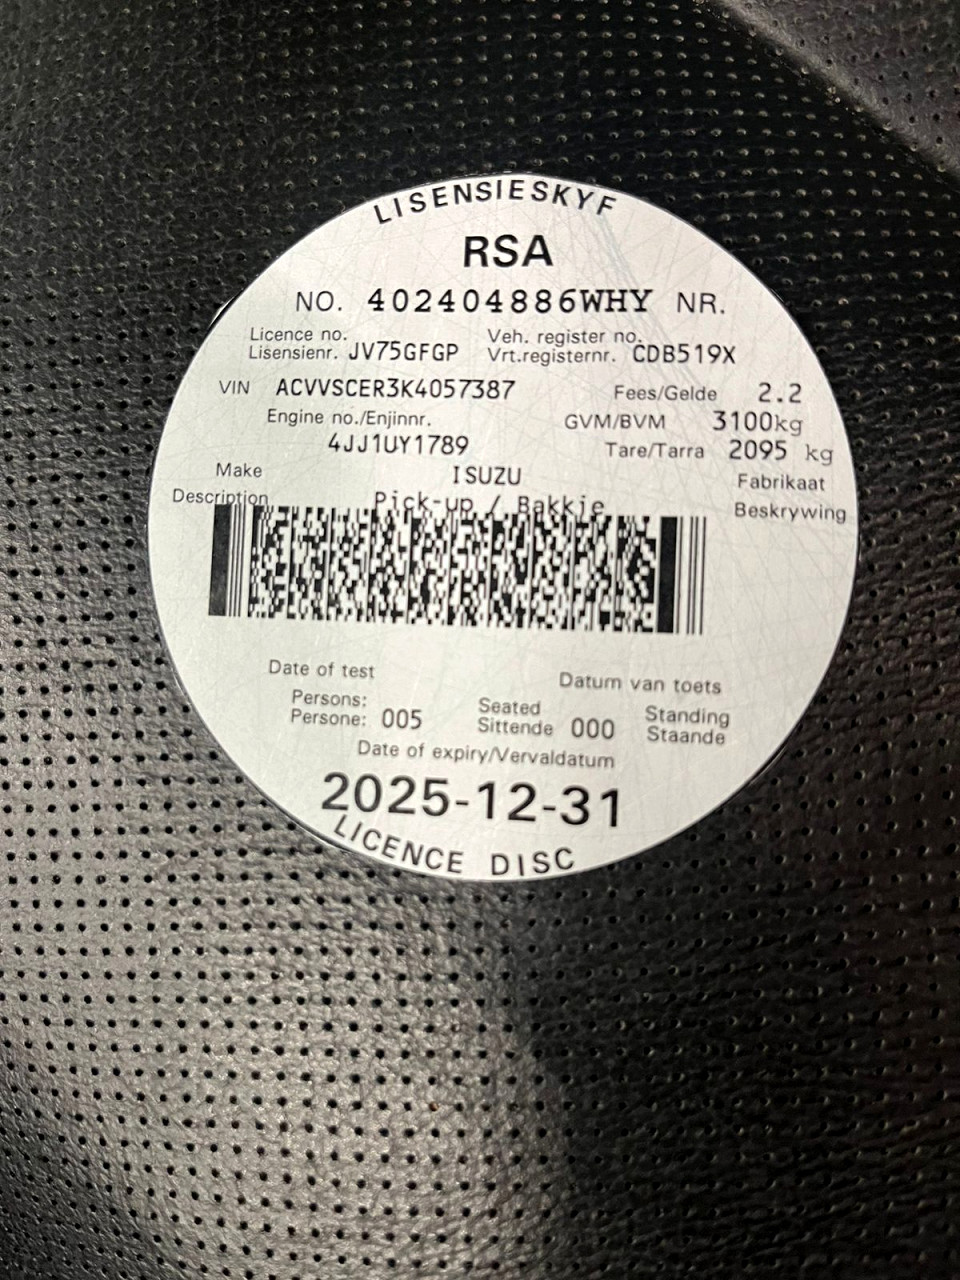 LISENSIESKYF
RSA
NO. 402404886WHY NR.
Licence no. Veh. register no.
Lisensienr. JV75GFGP Vrt.registernr. CDB519X
VIN ACVVSCER3K4057387 Fees/Gelde 2.2
Engine no./Enjinnr. GVM/BVM 3100kg
4JJ1UY1789 Tare/Tarra 2095 kg
Make ISUZU Fabrikaat
Description Pick-up / Bakkie Beskrywing
Date of test Datum van toets
Persons: Seated Standing
Persone: 005 Sittende 000 Staande
Date of expiry/Vervaldatum
2025-12-31
LICENCE DISC